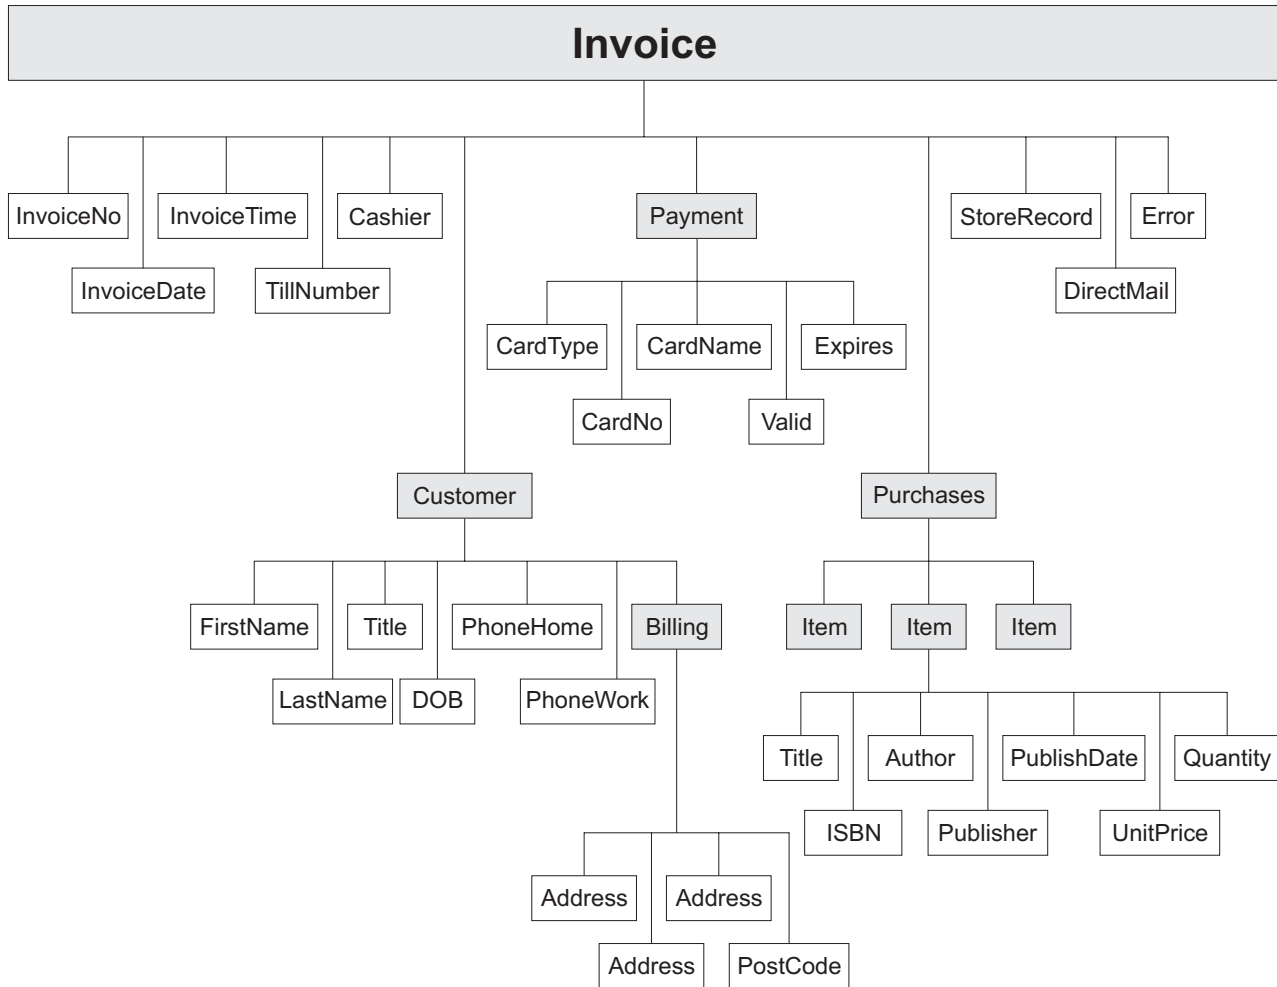 Invoice
InvoiceNo
InvoiceTime
Cashier
Payment
StoreRecord
Error
InvoiceDate
TillNumber
DirectMail
CardType
CardName
Expires
CardNo
Valid
Customer
Purchases
FirstName
Title
PhoneHome
Billing
Item
Item
Item
LastName
DOB
PhoneWork
Title
Author
PublishDate
Quantity
ISBN
Publisher
UnitPrice
Address
Address
Address
PostCode